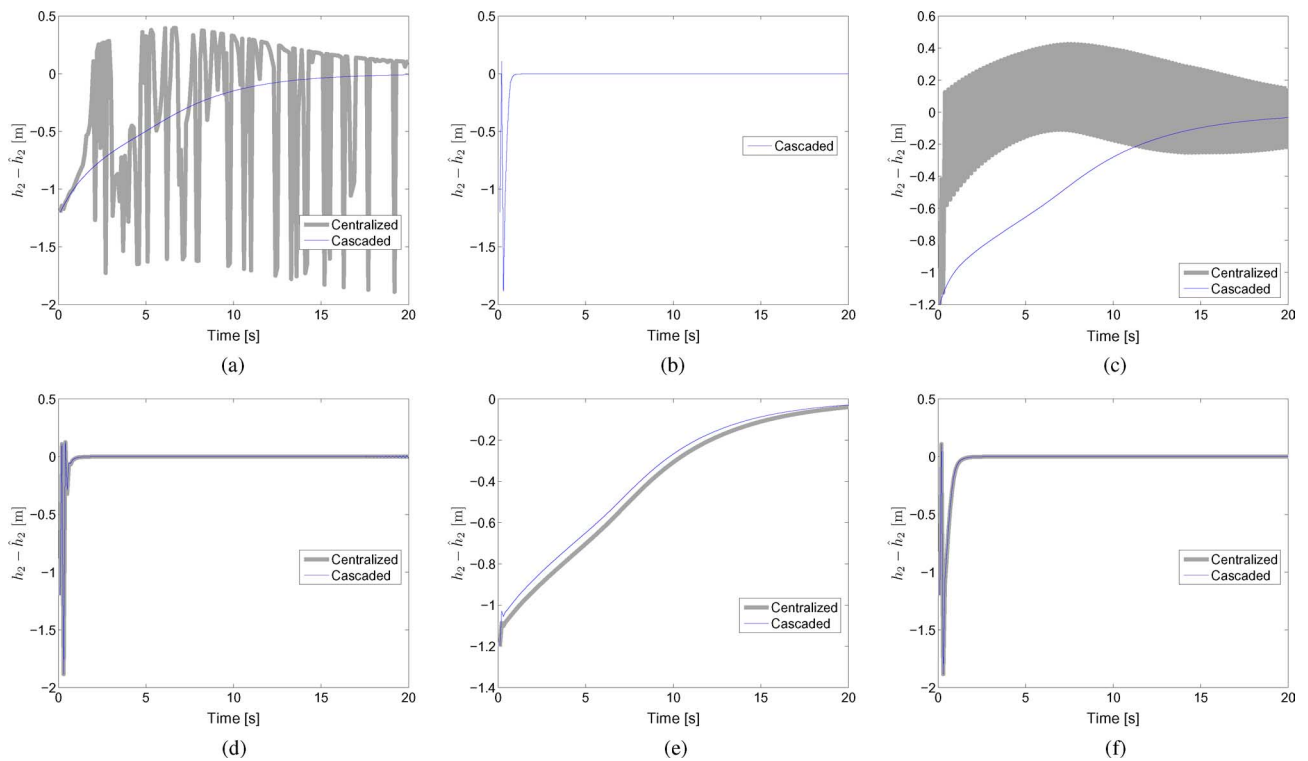 0.5
0
−0.5
−1
−1.5
−2
h₂ − ĥ₂ [m]
0 5 10 15 20
Time [s]
Centralized
Cascaded
(a)
0.5
0
−0.5
−1
−1.5
−2
h₂ − ĥ₂ [m]
0 5 10 15 20
Time [s]
Cascaded
(b)
0.6
0.4
0.2
0
−0.2
−0.4
−0.6
−0.8
−1
−1.2
h₂ − ĥ₂ [m]
0 5 10 15 20
Time [s]
Centralized
Cascaded
(c)
0.5
0
−0.5
−1
−1.5
−2
h₂ − ĥ₂ [m]
0 5 10 15 20
Time [s]
Centralized
Cascaded
(d)
0
−0.2
−0.4
−0.6
−0.8
−1
−1.2
−1.4
h₂ − ĥ₂ [m]
0 5 10 15 20
Time [s]
Centralized
Cascaded
(e)
0.5
0
−0.5
−1
−1.5
−2
h₂ − ĥ₂ [m]
0 5 10 15 20
Time [s]
Centralized
Cascaded
(f)